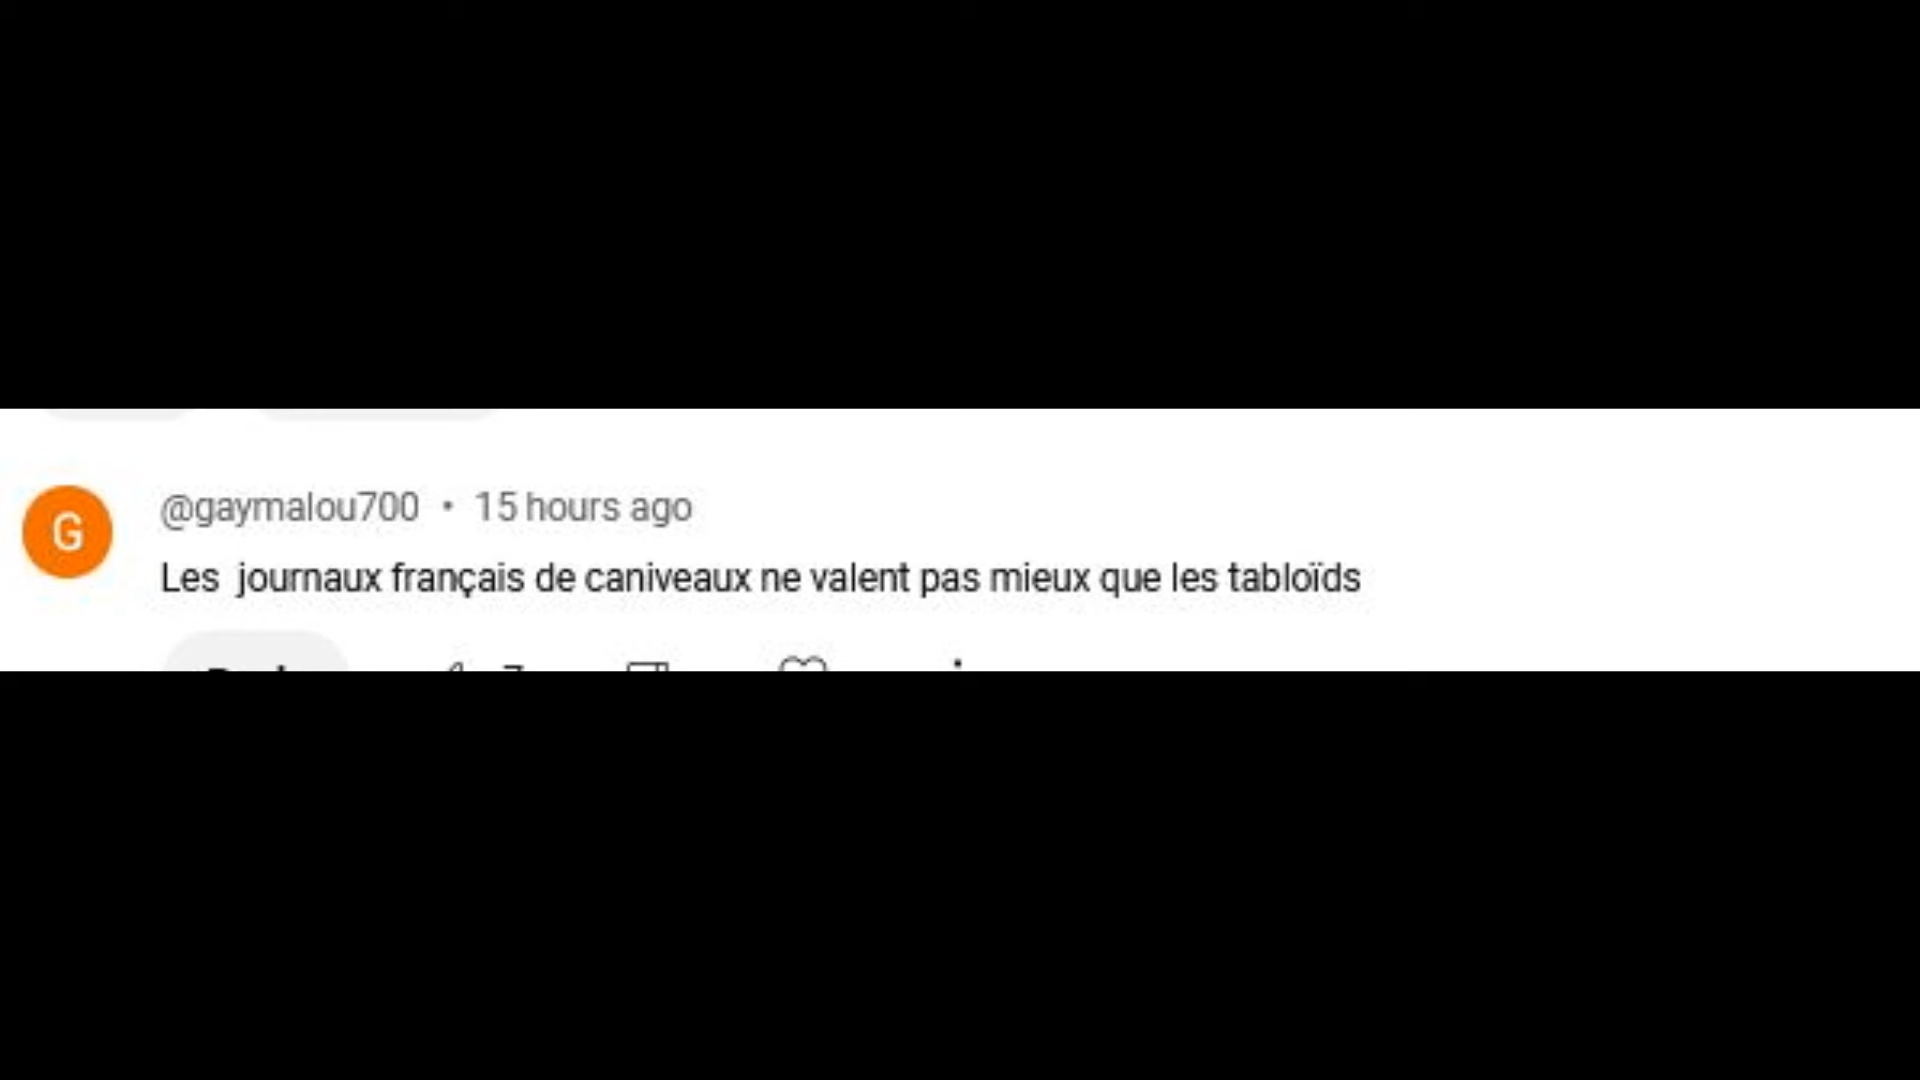 G
@gaymalou700 • 15 hours ago
Les  journaux français de caniveaux ne valent pas mieux que les tabloïds